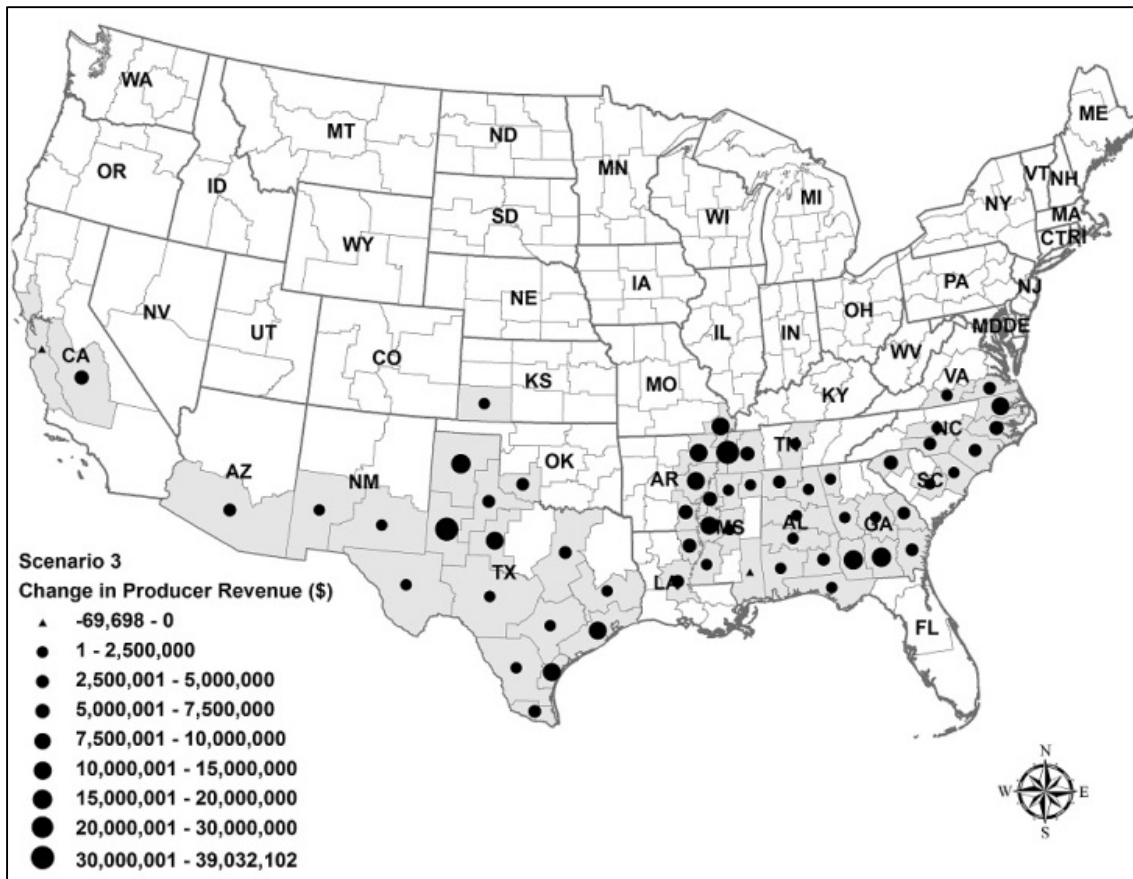 WA
MT
ND
ME
OR
ID
MN
VT
NH
SD
WI
MI
NY
MA
WY
CT
RI
IA
PA
NV
NE
NJ
UT
IL
IN
OH
MD
DE
CO
WV
CA
KS
MO
KY
VA
OK
TN
NC
AZ
NM
AR
SC
MS
AL
GA
TX
LA
FL
Scenario 3
Change in Producer Revenue ($)
-69,698 - 0
1 - 2,500,000
2,500,001 - 5,000,000
5,000,001 - 7,500,000
7,500,001 - 10,000,000
10,000,001 - 15,000,000
15,000,001 - 20,000,000
20,000,001 - 30,000,000
30,000,001 - 39,032,102
N
W
E
S